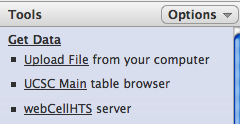 Tools Options
Get Data
Upload File from your computer
UCSC Main table browser
webCellHTS server